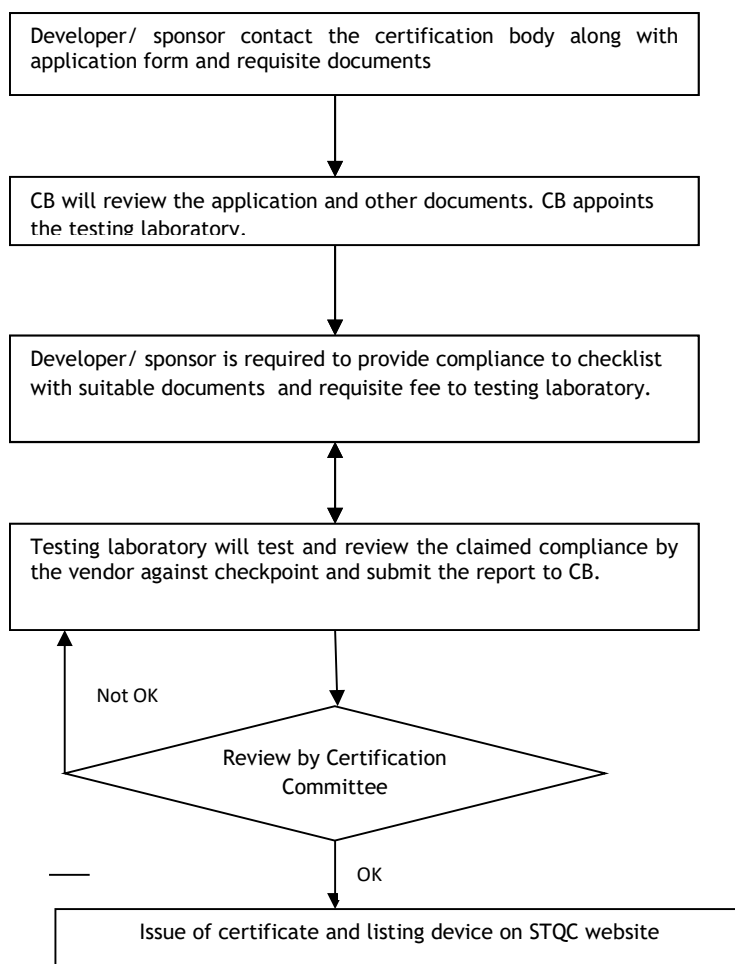 Developer/ sponsor contact the certification body along with
application form and requisite documents
CB will review the application and other documents. CB appoints
the testing laboratory.
Developer/ sponsor is required to provide compliance to checklist
with suitable documents and requisite fee to testing laboratory.
Testing laboratory will test and review the claimed compliance by
the vendor against checkpoint and submit the report to CB.
Not OK
Review by Certification
Committee
OK
Issue of certificate and listing device on STQC website